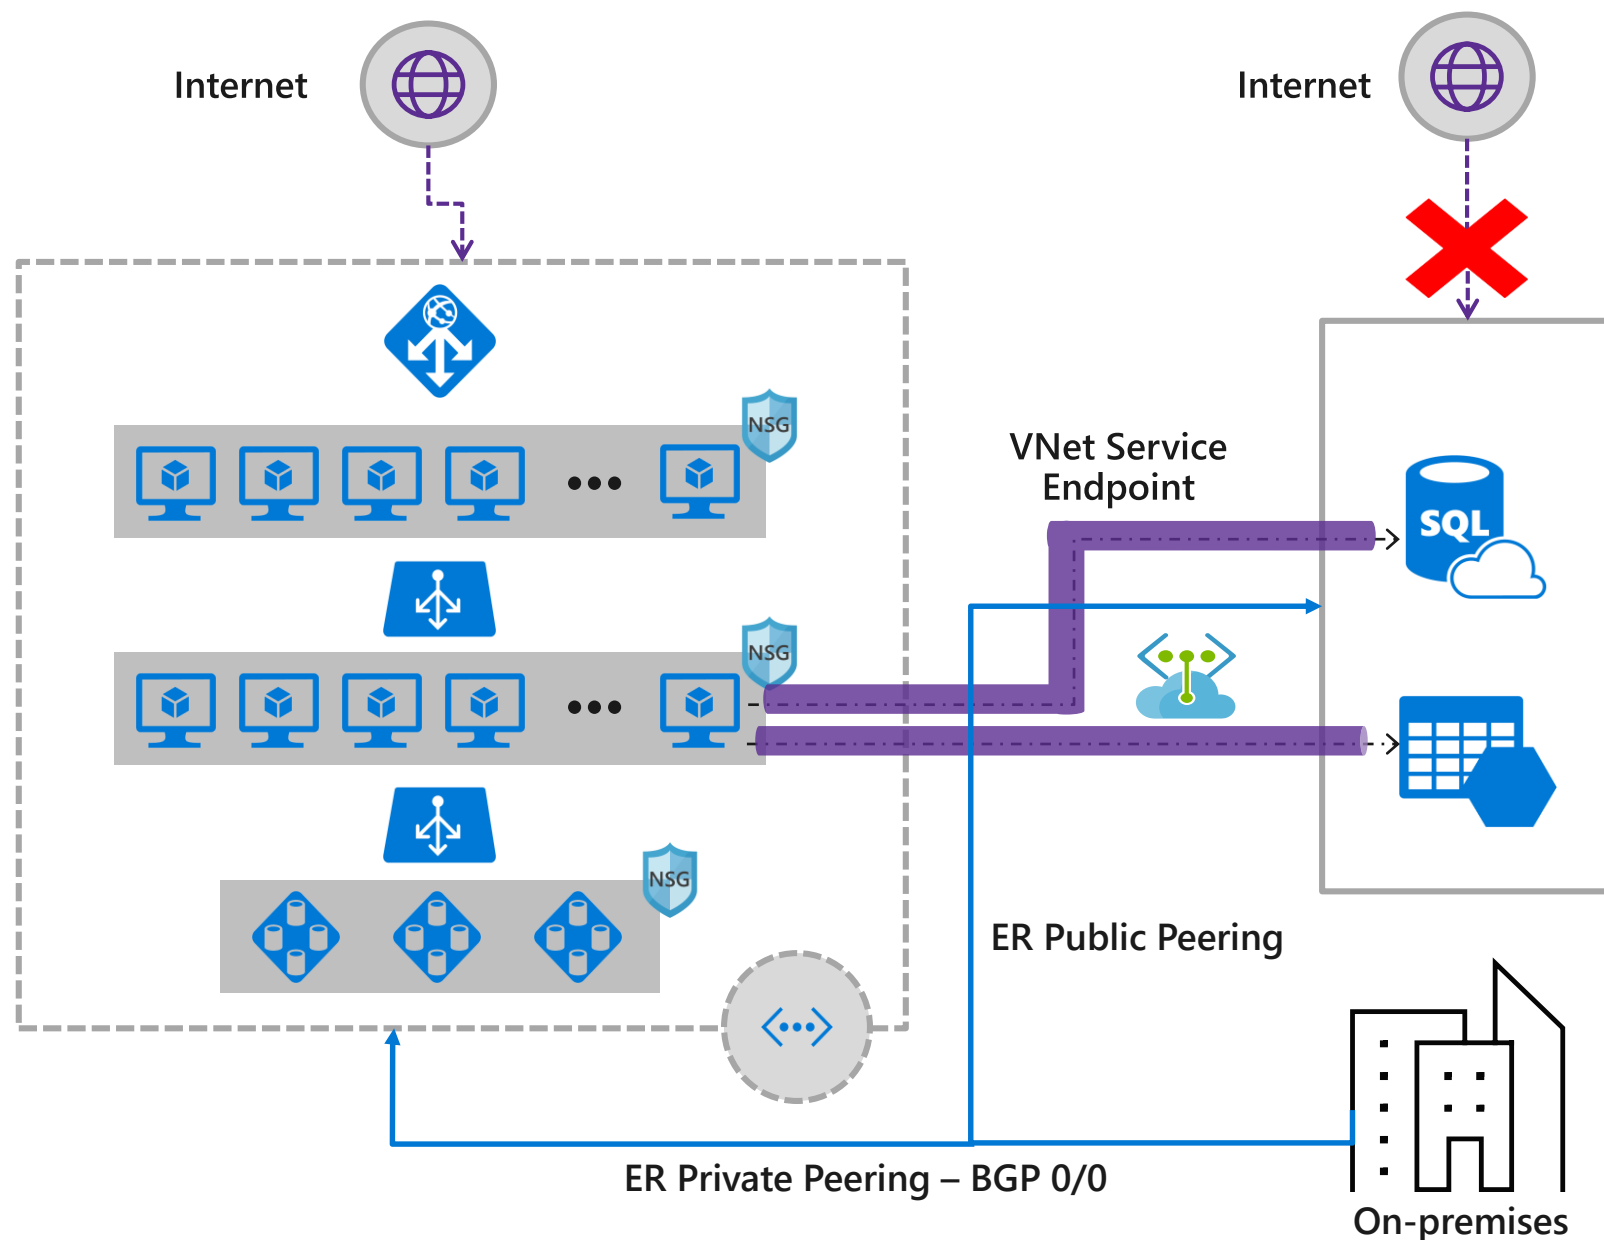 Internet
Internet
NSG
VNet Service
Endpoint
SQL
NSG
NSG
ER Public Peering
ER Private Peering – BGP 0/0
On-premises